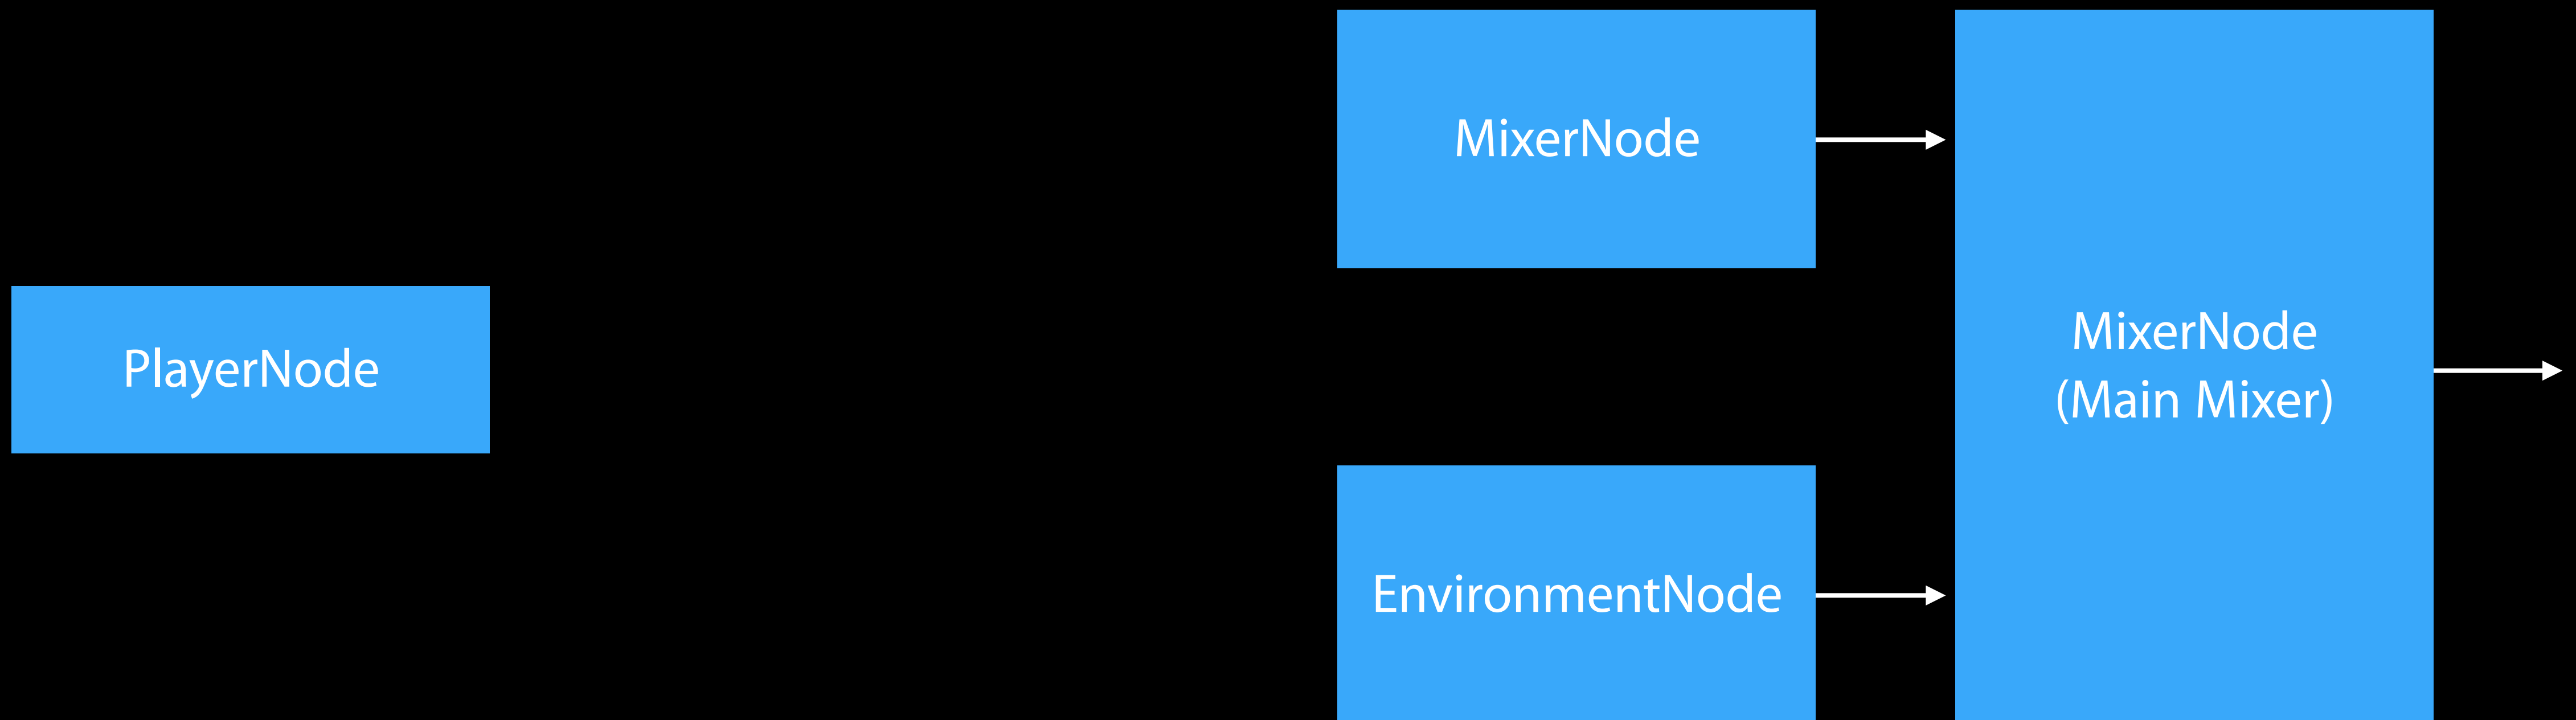 MixerNode
PlayerNode
MixerNode
(Main Mixer)
EnvironmentNode